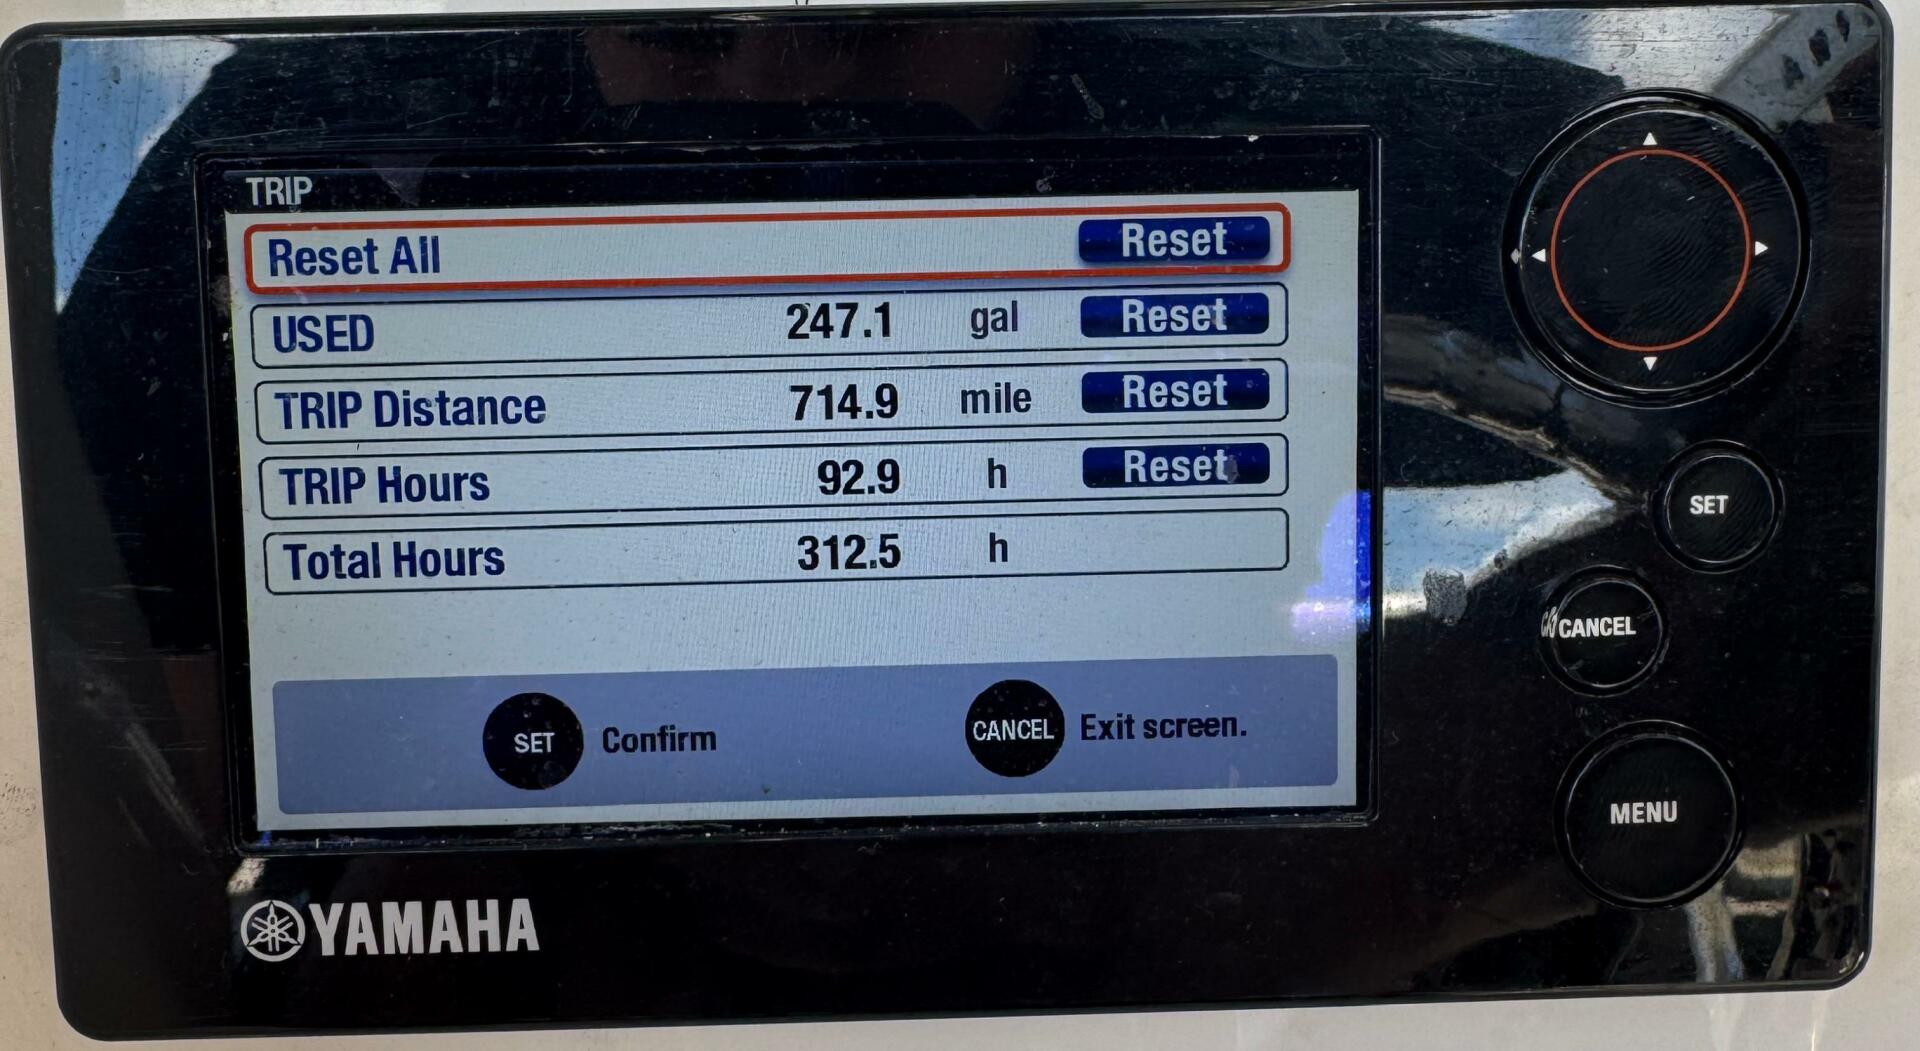 TRIP
Reset All Reset
USED 247.1 gal Reset
TRIP Distance 714.9 mile Reset
TRIP Hours 92.9 h Reset
Total Hours 312.5 h
SET Confirm CANCEL Exit screen.
YAMAHA
SET
CANCEL
MENU